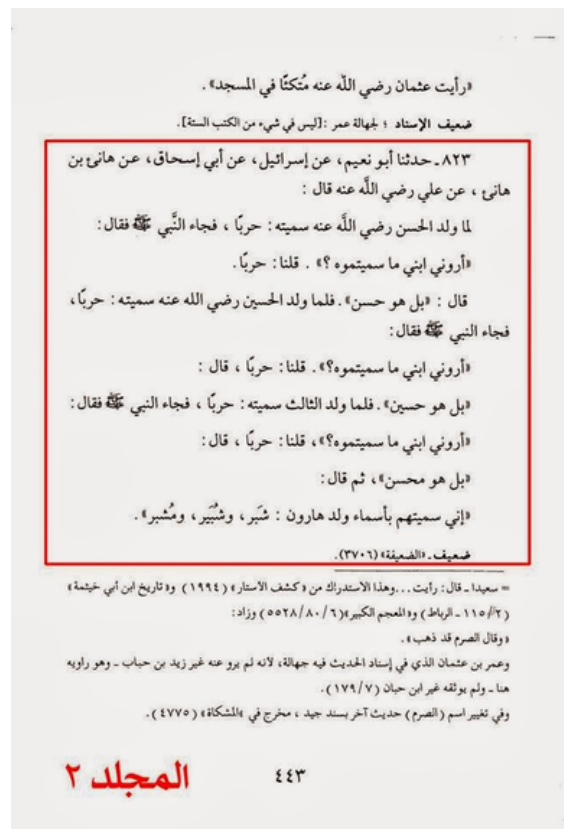 «رأيت عثمان رضي اللّه عنه مُتكئًا في المسجد».
ضعيف الإسناد ؛ لجهالة عمر :[ليس في شيء من الكتب الستة].
٨٢٣ـ حدثنا أبو نعيم، عن إسرائيل، عن أبي إسحاق، عن هانئ بن
هانئ ، عن علي رضي اللَّه عنه قال :
لما ولد الحسن رضي اللَّه عنه سميته: حربًا ، فجاء النَّبي ﷺ فقال:
«أروني ابني ما سميتموه ؟» . قلنا: حربًا.
قال : «بل هو حسن» . فلما ولد الحسين رضي الله عنه سميته: حربًا،
فجاء النبي ﷺ فقال:
«أروني ابني ما سميتموه؟» . قلنا: حربًا ، قال :
«بل هو حسين» . فلما ولد الثالث سميته: حربًا ، فجاء النبي ﷺ فقال:
«أروني ابني ما سميتموه؟»، قلنا: حربًا ، قال:
«بل هو محسن»، ثم قال:
«إني سميتهم بأسماء ولد هارون : شَبَر، وشُبَير، ومُشبر» .
ضعيف ـ «الضعيفة» (٣٧٠٦).
= سعيدا ـ قال: رأيت ... وهذا الاستدراك من «كشف الأستار» (١٩٩٤) و«تاريخ ابن أبي خيثمة»
(٢/ ١١٥ ـ الرباط) و«المعجم الكبير»(٦/ ٨٠/ ٥٥٢٨) وزاد:
«وقال الصرم قد ذهب» .
وعمر بن عثمان الذي في إسناد الحديث فيه جهالة، لأنه لم يرو عنه غير زيد بن حباب ـ وهو راويه
هنا ـ ولم يوثقه غير ابن حبان (٧/ ١٧٩).
وفي تغيير اسم (الصرم) حديث آخر بسند جيد ، مخرج في «المشكاة» (٤٧٧٥).
٤٤٣
المجلد ٢